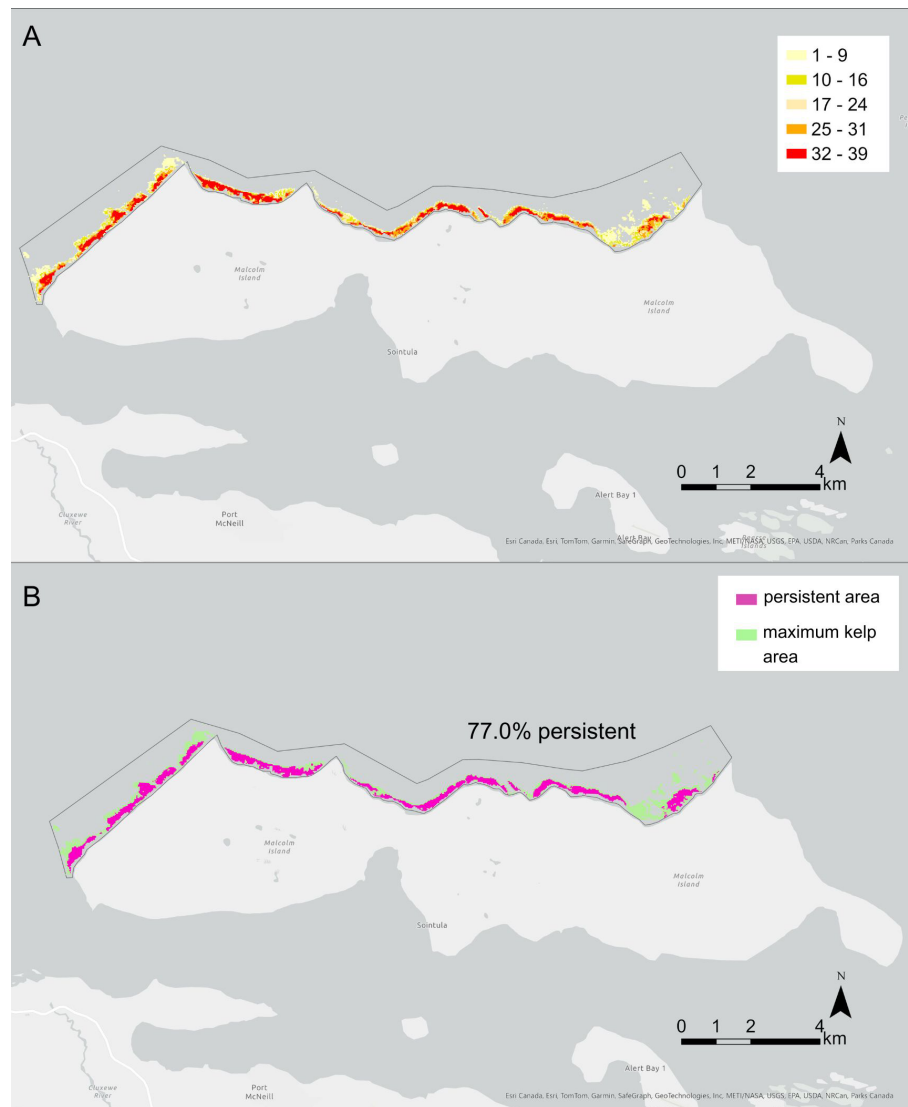 A
1 - 9
10 - 16
17 - 24
25 - 31
32 - 39
Malcolm
Island
Malcolm
Island
Sointula
N
0 1 2 4
km
Alert Bay 1
Cluxewe
River
Port
McNeill
Alert Bay
Islands
Esri Canada, Esri, TomTom, Garmin, SafeGraph, GeoTechnologies, Inc, METI/NASA, USGS, EPA, USDA, NRCan, Parks Canada
B
persistent area
maximum kelp
area
77.0% persistent
Malcolm
Island
Malcolm
Island
Sointula
N
0 1 2 4
km
Alert Bay 1
Cluxewe
River
Port
McNeill
Esri Canada, Esri, TomTom, Garmin, SafeGraph, GeoTechnologies, Inc, METI/NASA, USGS, EPA, USDA, NRCan, Parks Canada